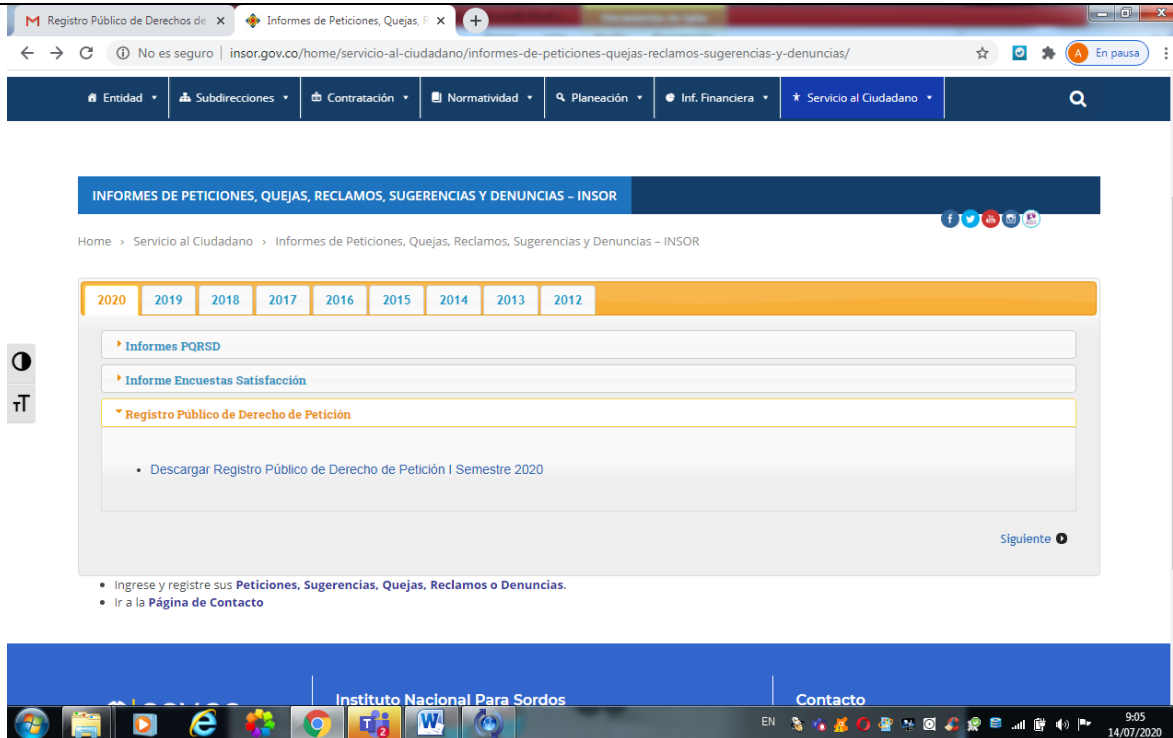 Registro Público de Derechos de
Informes de Peticiones, Quejas, R
No es seguro | insor.gov.co/home/servicio-al-ciudadano/informes-de-peticiones-quejas-reclamos-sugerencias-y-denuncias/
A En pausa
Entidad
Subdirecciones
Contratación
Normatividad
Planeación
Inf. Financiera
Servicio al Ciudadano
INFORMES DE PETICIONES, QUEJAS, RECLAMOS, SUGERENCIAS Y DENUNCIAS – INSOR
Home › Servicio al Ciudadano › Informes de Peticiones, Quejas, Reclamos, Sugerencias y Denuncias – INSOR
2020 2019 2018 2017 2016 2015 2014 2013 2012
Informes PQRSD
Informe Encuestas Satisfacción
Registro Público de Derecho de Petición
• Descargar Registro Público de Derecho de Petición I Semestre 2020
Siguiente
• Ingrese y registre sus Peticiones, Sugerencias, Quejas, Reclamos o Denuncias.
• Ir a la Página de Contacto
Instituto Nacional Para Sordos
Contacto
EN
9:05
14/07/2020